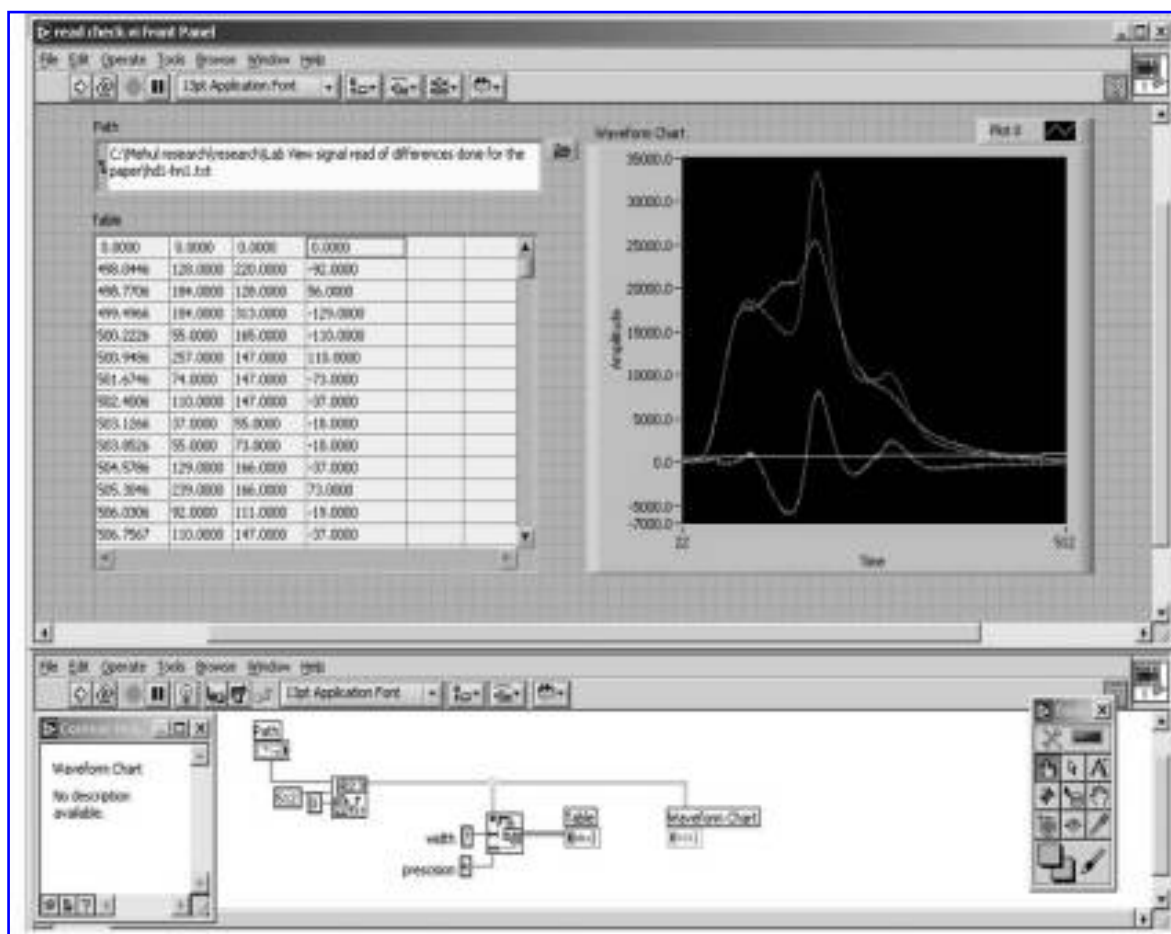 read check.vi Front Panel
File Edit Operate Tools Browse Window Help
13pt Application Font
Path
C:\Mehul research\research\Lab View signal read of differences done for the
paper\hd1-hn1.txt
Table
0.0000 0.0000 0.0000 0.0000
498.0446 128.0000 220.0000 -92.0000
498.7706 184.0000 128.0000 56.0000
499.4966 184.0000 313.0000 -129.0000
500.2226 55.0000 165.0000 -110.0000
500.9486 257.0000 147.0000 110.0000
501.6746 74.0000 147.0000 -73.0000
502.4006 110.0000 147.0000 -37.0000
503.1266 37.0000 55.0000 -18.0000
503.8526 55.0000 73.0000 -18.0000
504.5786 129.0000 166.0000 -37.0000
505.3046 239.0000 166.0000 73.0000
506.0306 92.0000 111.0000 -19.0000
506.7567 110.0000 147.0000 -37.0000
Waveform Chart
Plot 0
35000.0
30000.0
25000.0
20000.0
15000.0
10000.0
5000.0
0.0
-5000.0
-7000.0
Amplitude
22
502
Time
File Edit Operate Tools Browse Window Help
13pt Application Font
Waveform Chart
No description
available.
Path
width
precision
Table
Waveform Chart